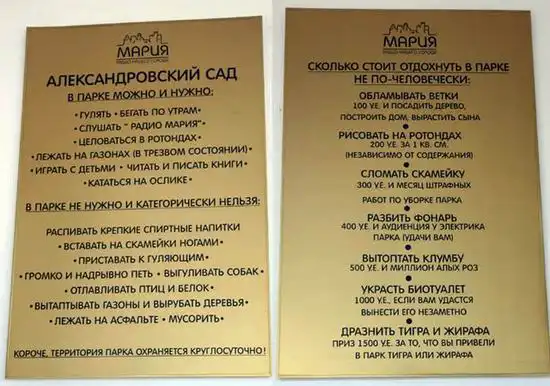 МАРИЯ
РАДИО НАШЕГО ГОРОДА
АЛЕКСАНДРОВСКИЙ САД
В ПАРКЕ МОЖНО И НУЖНО:
• ГУЛЯТЬ • БЕГАТЬ ПО УТРАМ •
• СЛУШАТЬ " РАДИО МАРИЯ" •
• ЦЕЛОВАТЬСЯ В РОТОНДАХ •
• ЛЕЖАТЬ НА ГАЗОНАХ (В ТРЕЗВОМ СОСТОЯНИИ) •
• ИГРАТЬ С ДЕТЬМИ • ЧИТАТЬ И ПИСАТЬ КНИГИ •
• КАТАТЬСЯ НА ОСЛИКЕ •
В ПАРКЕ НЕ НУЖНО И КАТЕГОРИЧЕСКИ НЕЛЬЗЯ:
РАСПИВАТЬ КРЕПКИЕ СПИРТНЫЕ НАПИТКИ
• ВСТАВАТЬ НА СКАМЕЙКИ НОГАМИ •
• ПРИСТАВАТЬ К ГУЛЯЮЩИМ •
• ГРОМКО И НАДРЫВНО ПЕТЬ • ВЫГУЛИВАТЬ СОБАК •
• ОТЛАВЛИВАТЬ ПТИЦ И БЕЛОК •
• ВЫТАПТЫВАТЬ ГАЗОНЫ И ВЫРУБАТЬ ДЕРЕВЬЯ •
• ЛЕЖАТЬ НА АСФАЛЬТЕ • МУСОРИТЬ •
КОРОЧЕ, ТЕРРИТОРИЯ ПАРКА ОХРАНЯЕТСЯ КРУГЛОСУТОЧНО !
МАРИЯ
РАДИО НАШЕГО ГОРОДА
СКОЛЬКО СТОИТ ОТДОХНУТЬ В ПАРКЕ
НЕ ПО-ЧЕЛОВЕЧЕСКИ:
ОБЛАМЫВАТЬ ВЕТКИ
100 У.Е. И ПОСАДИТЬ ДЕРЕВО,
ПОСТРОИТЬ ДОМ, ВЫРАСТИТЬ СЫНА
•
РИСОВАТЬ НА РОТОНДАХ
200 У.Е. ЗА 1 КВ. СМ.
(НЕЗАВИСИМО ОТ СОДЕРЖАНИЯ)
•
СЛОМАТЬ СКАМЕЙКУ
300 У.Е. И МЕСЯЦ ШТРАФНЫХ
РАБОТ ПО УБОРКЕ ПАРКА
•
РАЗБИТЬ ФОНАРЬ
400 У.Е. И АУДИЕНЦИЯ У ЭЛЕКТРИКА
ПАРКА (УДАЧИ ВАМ)
•
ВЫТОПТАТЬ КЛУМБУ
500 У.Е. И МИЛЛИОН АЛЫХ РОЗ
•
УКРАСТЬ БИОТУАЛЕТ
1000 У.Е., ЕСЛИ ВАМ УДАСТСЯ
ВЫНЕСТИ ЕГО НЕЗАМЕТНО
•
ДРАЗНИТЬ ТИГРА И ЖИРАФА
ПРИЗ 1500 У.Е. ЗА ТО, ЧТО ВЫ ПРИВЕЛИ
В ПАРК ТИГРА ИЛИ ЖИРАФА